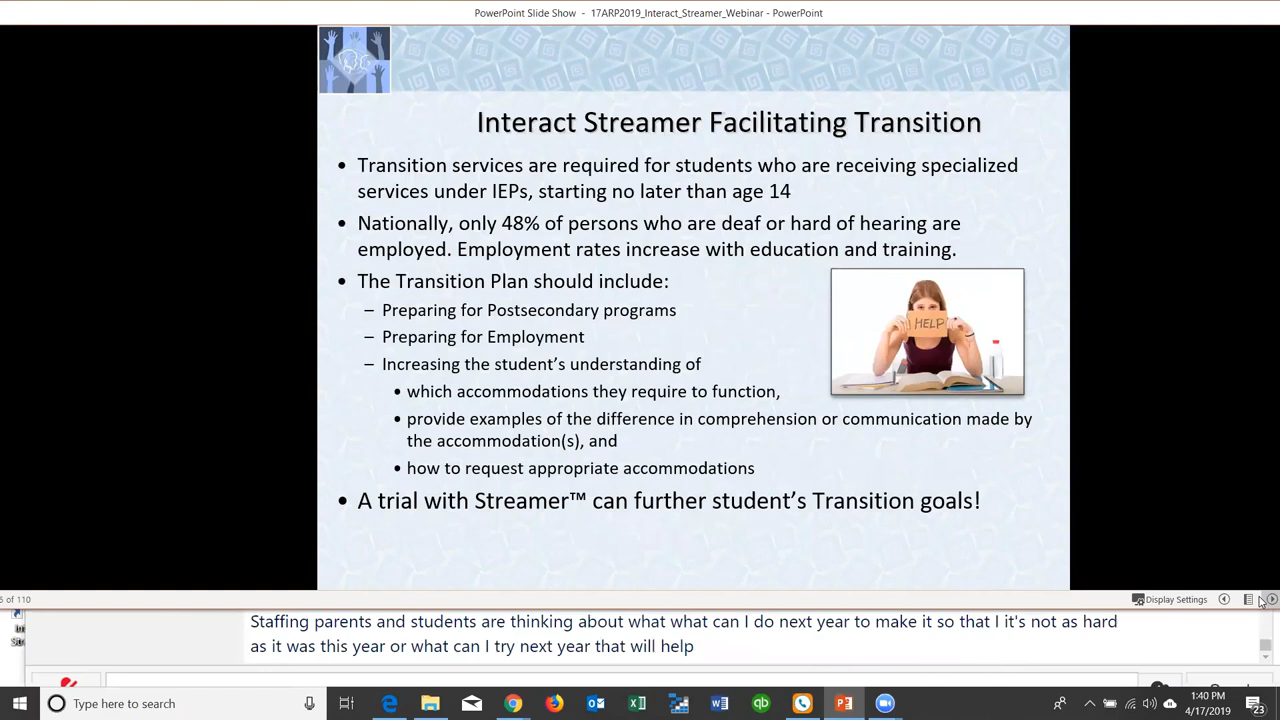 PowerPoint Slide Show - 17ARP2019_Interact_Streamer_Webinar - PowerPoint
Interact Streamer Facilitating Transition
• Transition services are required for students who are receiving specialized
services under IEPs, starting no later than age 14
• Nationally, only 48% of persons who are deaf or hard of hearing are
employed. Employment rates increase with education and training.
• The Transition Plan should include:
– Preparing for Postsecondary programs
– Preparing for Employment
– Increasing the student's understanding of
• which accommodations they require to function,
• provide examples of the difference in comprehension or communication made by
the accommodation(s), and
• how to request appropriate accommodations
• A trial with Streamer™ can further student's Transition goals!
HELP
of 110
Display Settings
Staffing parents and students are thinking about what what can I do next year to make it so that I it's not as hard
as it was this year or what can I try next year that will help
Type here to search
1:40 PM
4/17/2019
23